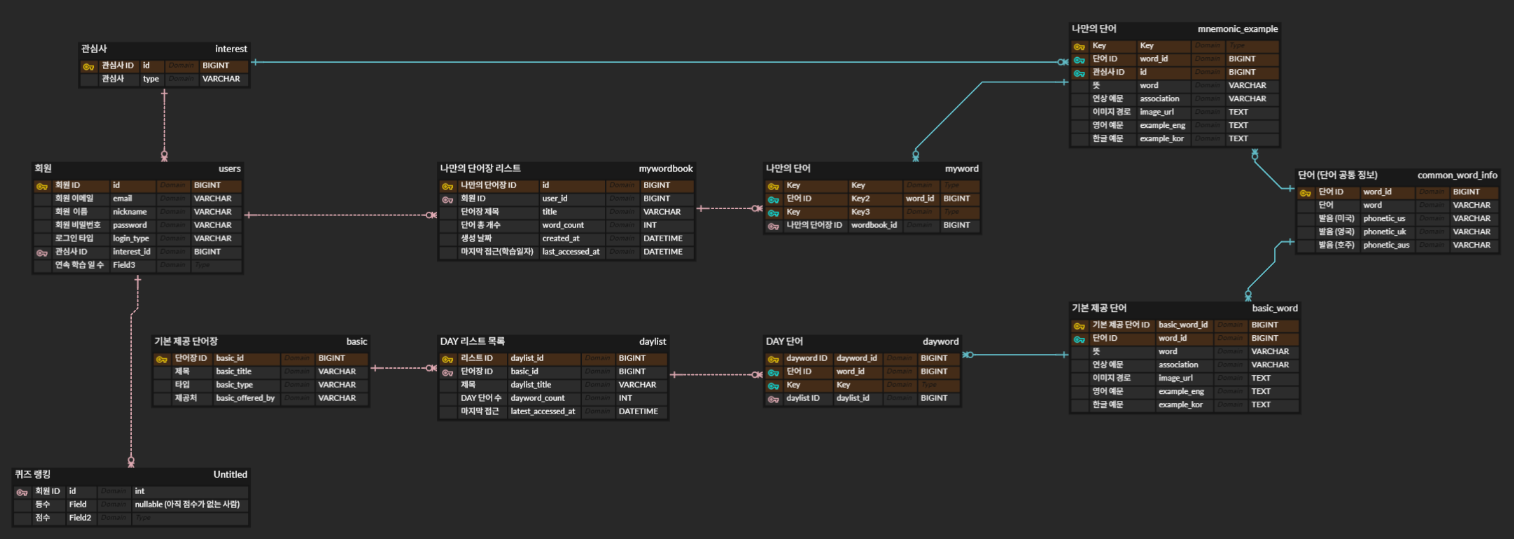 관심사 interest
관심사 ID id Domain BIGINT
관심사 type Domain VARCHAR
나만의 단어 mnemonic_example
Key Key Domain Type
단어 ID word_id Domain BIGINT
관심사 ID id Domain BIGINT
뜻 word Domain VARCHAR
연상 예문 association Domain VARCHAR
이미지 경로 image_url Domain TEXT
영어 예문 example_eng Domain TEXT
한글 예문 example_kor Domain TEXT
회원 users
회원 ID id Domain BIGINT
회원 이메일 email Domain VARCHAR
회원 이름 nickname Domain VARCHAR
회원 비밀번호 password Domain VARCHAR
로그인 타입 login_type Domain VARCHAR
관심사 ID interest_id Domain BIGINT
연속 학습 일 수 Field3 Domain Type
나만의 단어장 리스트 mywordbook
나만의 단어장 ID id Domain BIGINT
회원 ID user_id Domain BIGINT
단어장 제목 title Domain VARCHAR
단어 총 개수 word_count Domain INT
생성 날짜 created_at Domain DATETIME
마지막 접근(학습일자) last_accessed_at Domain DATETIME
나만의 단어 myword
Key Key Domain Type
단어 ID Key2 word_id BIGINT
Key Key3 Domain Type
나만의 단어장 ID wordbook_id Domain BIGINT
단어 (단어 공통 정보) common_word_info
단어 ID word_id Domain BIGINT
단어 word Domain VARCHAR
발음 (미국) phonetic_us Domain VARCHAR
발음 (영국) phonetic_uk Domain VARCHAR
발음 (호주) phonetic_aus Domain VARCHAR
기본 제공 단어장 basic
단어장 ID basic_id Domain BIGINT
제목 basic_title Domain VARCHAR
타입 basic_type Domain VARCHAR
제공처 basic_offered_by Domain VARCHAR
DAY 리스트 목록 daylist
리스트 ID daylist_id Domain BIGINT
단어장 ID basic_id Domain BIGINT
제목 daylist_title Domain VARCHAR
DAY 단어 수 dayword_count Domain INT
마지막 접근 latest_accessed_at Domain DATETIME
DAY 단어 dayword
dayword ID dayword_id Domain BIGINT
단어 ID word_id Domain BIGINT
Key Key Domain Type
daylist ID daylist_id Domain BIGINT
기본 제공 단어 basic_word
기본 제공 단어 ID basic_word_id Domain BIGINT
단어 ID word_id Domain BIGINT
뜻 word Domain VARCHAR
연상 예문 association Domain VARCHAR
이미지 경로 image_url Domain TEXT
영어 예문 example_eng Domain TEXT
한글 예문 example_kor Domain TEXT
퀴즈 랭킹 Untitled
회원 ID id Domain int
등수 Field Domain nullable (아직 점수가 없는 사람)
점수 Field2 Domain Type